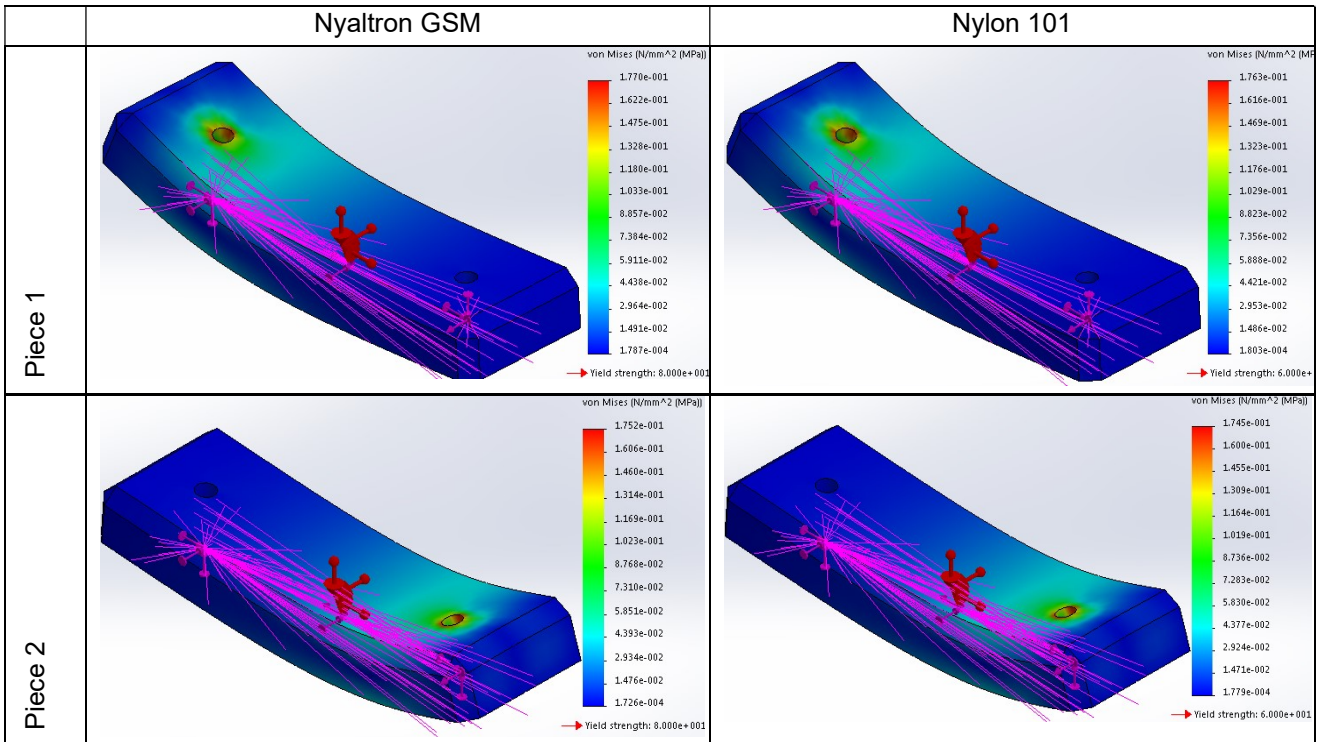 Nyaltron GSM
Nylon 101
Piece 1
von Mises (N/mm^2 (MPa))
1.770e-001
1.622e-001
1.475e-001
1.328e-001
1.180e-001
1.033e-001
8.857e-002
7.384e-002
5.911e-002
4.438e-002
2.964e-002
1.491e-002
1.787e-004
Yield strength: 8.000e+001
von Mises (N/mm^2 (MP
1.763e-001
1.616e-001
1.469e-001
1.323e-001
1.176e-001
1.029e-001
8.823e-002
7.356e-002
5.888e-002
4.421e-002
2.953e-002
1.486e-002
1.803e-004
Yield strength: 6.000e+
Piece 2
von Mises (N/mm^2 (MPa))
1.752e-001
1.606e-001
1.460e-001
1.314e-001
1.169e-001
1.023e-001
8.768e-002
7.310e-002
5.851e-002
4.393e-002
2.934e-002
1.476e-002
1.726e-004
Yield strength: 8.000e+001
von Mises (N/mm^2 (MPa))
1.745e-001
1.600e-001
1.455e-001
1.309e-001
1.164e-001
1.019e-001
8.736e-002
7.283e-002
5.830e-002
4.377e-002
2.924e-002
1.471e-002
1.779e-004
Yield strength: 6.000e+001